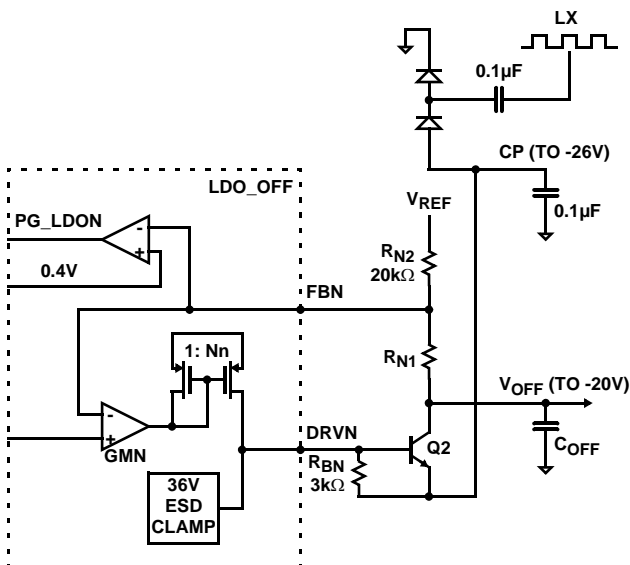 LX
0.1µF
CP (TO -26V)
0.1µF
LDO_OFF
PG_LDON
-
+
0.4V
VREF
RN2
20kΩ
FBN
1: Nn
RN1
VOFF (TO -20V)
-
+
GMN
DRVN
Q2
COFF
RBN
3kΩ
36V
ESD
CLAMP